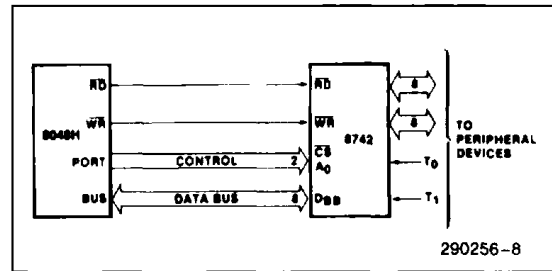 RD RD 8
8048H WR WR 8 TO
8742 PERIPHERAL
DEVICES
PORT CONTROL 2 CS
A0 T0
BUS DATA BUS 8 DBB T1
290256-8